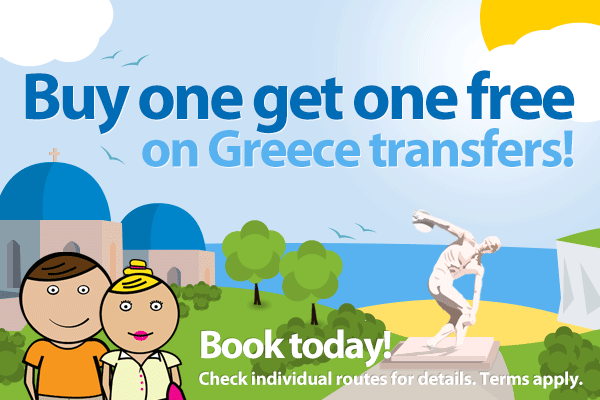 Buy one get one free
on Greece transfers!
Book today!
Check individual routes for details. Terms apply.